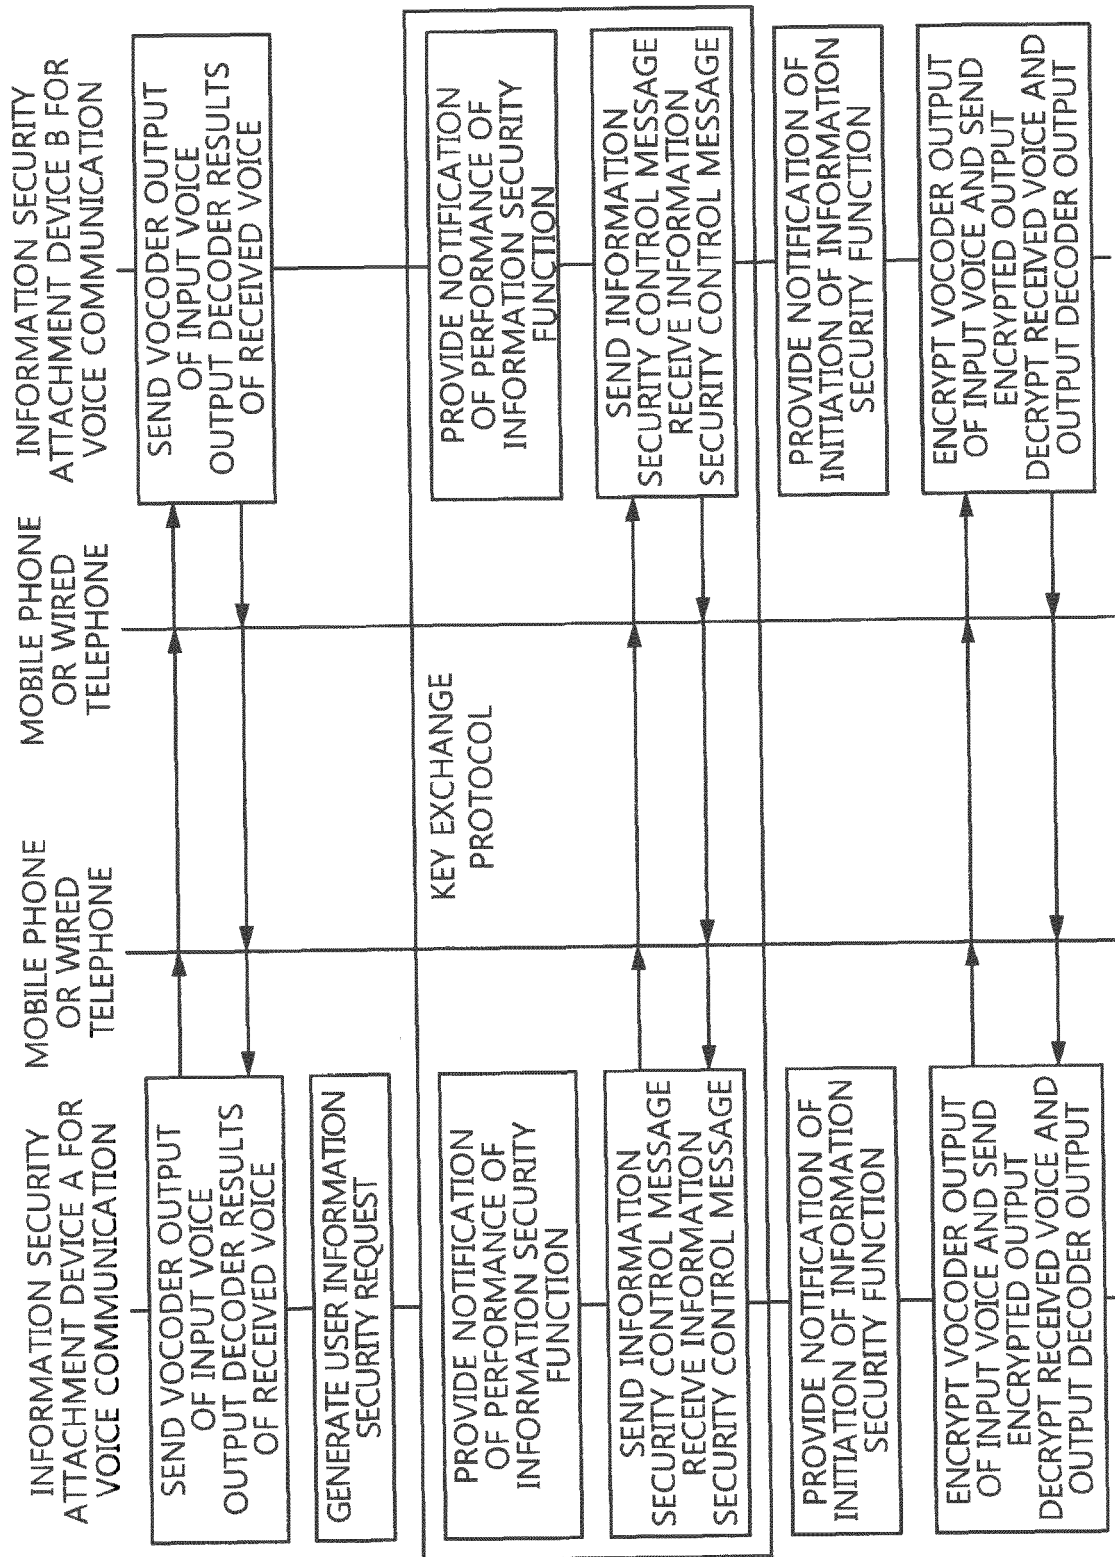 INFORMATION SECURITY
ATTACHMENT DEVICE A FOR
VOICE COMMUNICATION
MOBILE PHONE
OR WIRED
TELEPHONE
MOBILE PHONE
OR WIRED
TELEPHONE
INFORMATION SECURITY
ATTACHMENT DEVICE B FOR
VOICE COMMUNICATION
SEND VOCODER OUTPUT
OF INPUT VOICE
OUTPUT DECODER RESULTS
OF RECEIVED VOICE
SEND VOCODER OUTPUT
OF INPUT VOICE
OUTPUT DECODER RESULTS
OF RECEIVED VOICE
GENERATE USER INFORMATION
SECURITY REQUEST
KEY EXCHANGE
PROTOCOL
PROVIDE NOTIFICATION
OF PERFORMANCE OF
INFORMATION SECURITY
FUNCTION
PROVIDE NOTIFICATION
OF PERFORMANCE OF
INFORMATION SECURITY
FUNCTION
SEND INFORMATION
SECURITY CONTROL MESSAGE
RECEIVE INFORMATION
SECURITY CONTROL MESSAGE
SEND INFORMATION
SECURITY CONTROL MESSAGE
RECEIVE INFORMATION
SECURITY CONTROL MESSAGE
PROVIDE NOTIFICATION OF
INITIATION OF INFORMATION
SECURITY FUNCTION
PROVIDE NOTIFICATION OF
INITIATION OF INFORMATION
SECURITY FUNCTION
ENCRYPT VOCODER OUTPUT
OF INPUT VOICE AND SEND
ENCRYPTED OUTPUT
DECRYPT RECEIVED VOICE AND
OUTPUT DECODER OUTPUT
ENCRYPT VOCODER OUTPUT
OF INPUT VOICE AND SEND
ENCRYPTED OUTPUT
DECRYPT RECEIVED VOICE AND
OUTPUT DECODER OUTPUT